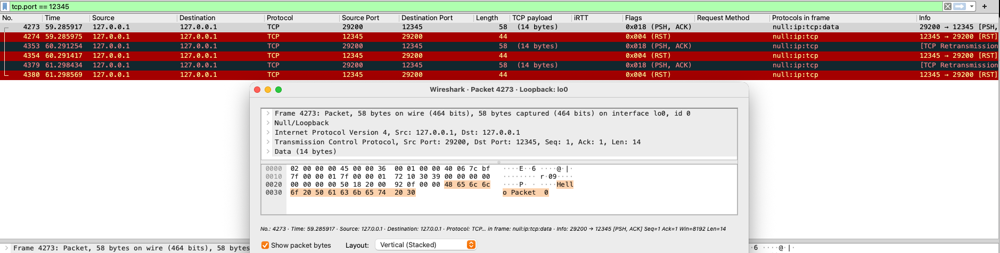 tcp.port == 12345
No. Time Source Destination Protocol Source Port Destination Port Length TCP payload iRTT Flags Request Method Protocols in frame Info
4273 59.285917 127.0.0.1 127.0.0.1 TCP 29200 12345 58 (14 bytes) 0x018 (PSH, ACK) null:ip:tcp:data 29200 → 12345 [PSH,
4274 59.285975 127.0.0.1 127.0.0.1 TCP 12345 29200 44 0x004 (RST) null:ip:tcp 12345 → 29200 [RST]
4353 60.291254 127.0.0.1 127.0.0.1 TCP 29200 12345 58 (14 bytes) 0x018 (PSH, ACK) null:ip:tcp [TCP Retransmission
4354 60.291417 127.0.0.1 127.0.0.1 TCP 12345 29200 44 0x004 (RST) null:ip:tcp 12345 → 29200 [RST]
4379 61.298434 127.0.0.1 127.0.0.1 TCP 29200 12345 58 (14 bytes) 0x018 (PSH, ACK) null:ip:tcp [TCP Retransmission
4380 61.298569 127.0.0.1 127.0.0.1 TCP 12345 29200 44 0x004 (RST) null:ip:tcp 12345 → 29200 [RST]
Wireshark · Packet 4273 · Loopback: lo0
Frame 4273: Packet, 58 bytes on wire (464 bits), 58 bytes captured (464 bits) on interface lo0, id 0
Null/Loopback
Internet Protocol Version 4, Src: 127.0.0.1, Dst: 127.0.0.1
Transmission Control Protocol, Src Port: 29200, Dst Port: 12345, Seq: 1, Ack: 1, Len: 14
Data (14 bytes)
0000 02 00 00 00 45 00 00 36 00 01 00 00 40 06 7c bf ····E··6 ····@·|·
0010 7f 00 00 01 7f 00 00 01 72 10 30 39 00 00 00 00 ········ r·09····
0020 00 00 00 00 50 18 20 00 92 0f 00 00 48 65 6c 6c ····P· · ····Hell
0030 6f 20 50 61 63 6b 65 74 20 30 o Packet 0
No.: 4273 · Time: 59.285917 · Source: 127.0.0.1 · Destination: 127.0.0.1 · Protocol: TCP... in frame: null:ip:tcp:data · Info: 29200 → 12345 [PSH, ACK] Seq=1 Ack=1 Win=8192 Len=14
Show packet bytes Layout: Vertical (Stacked)
Frame 4273: Packet, 58 bytes on wire (464 bits), 58 bytes ·6 ····@·|·